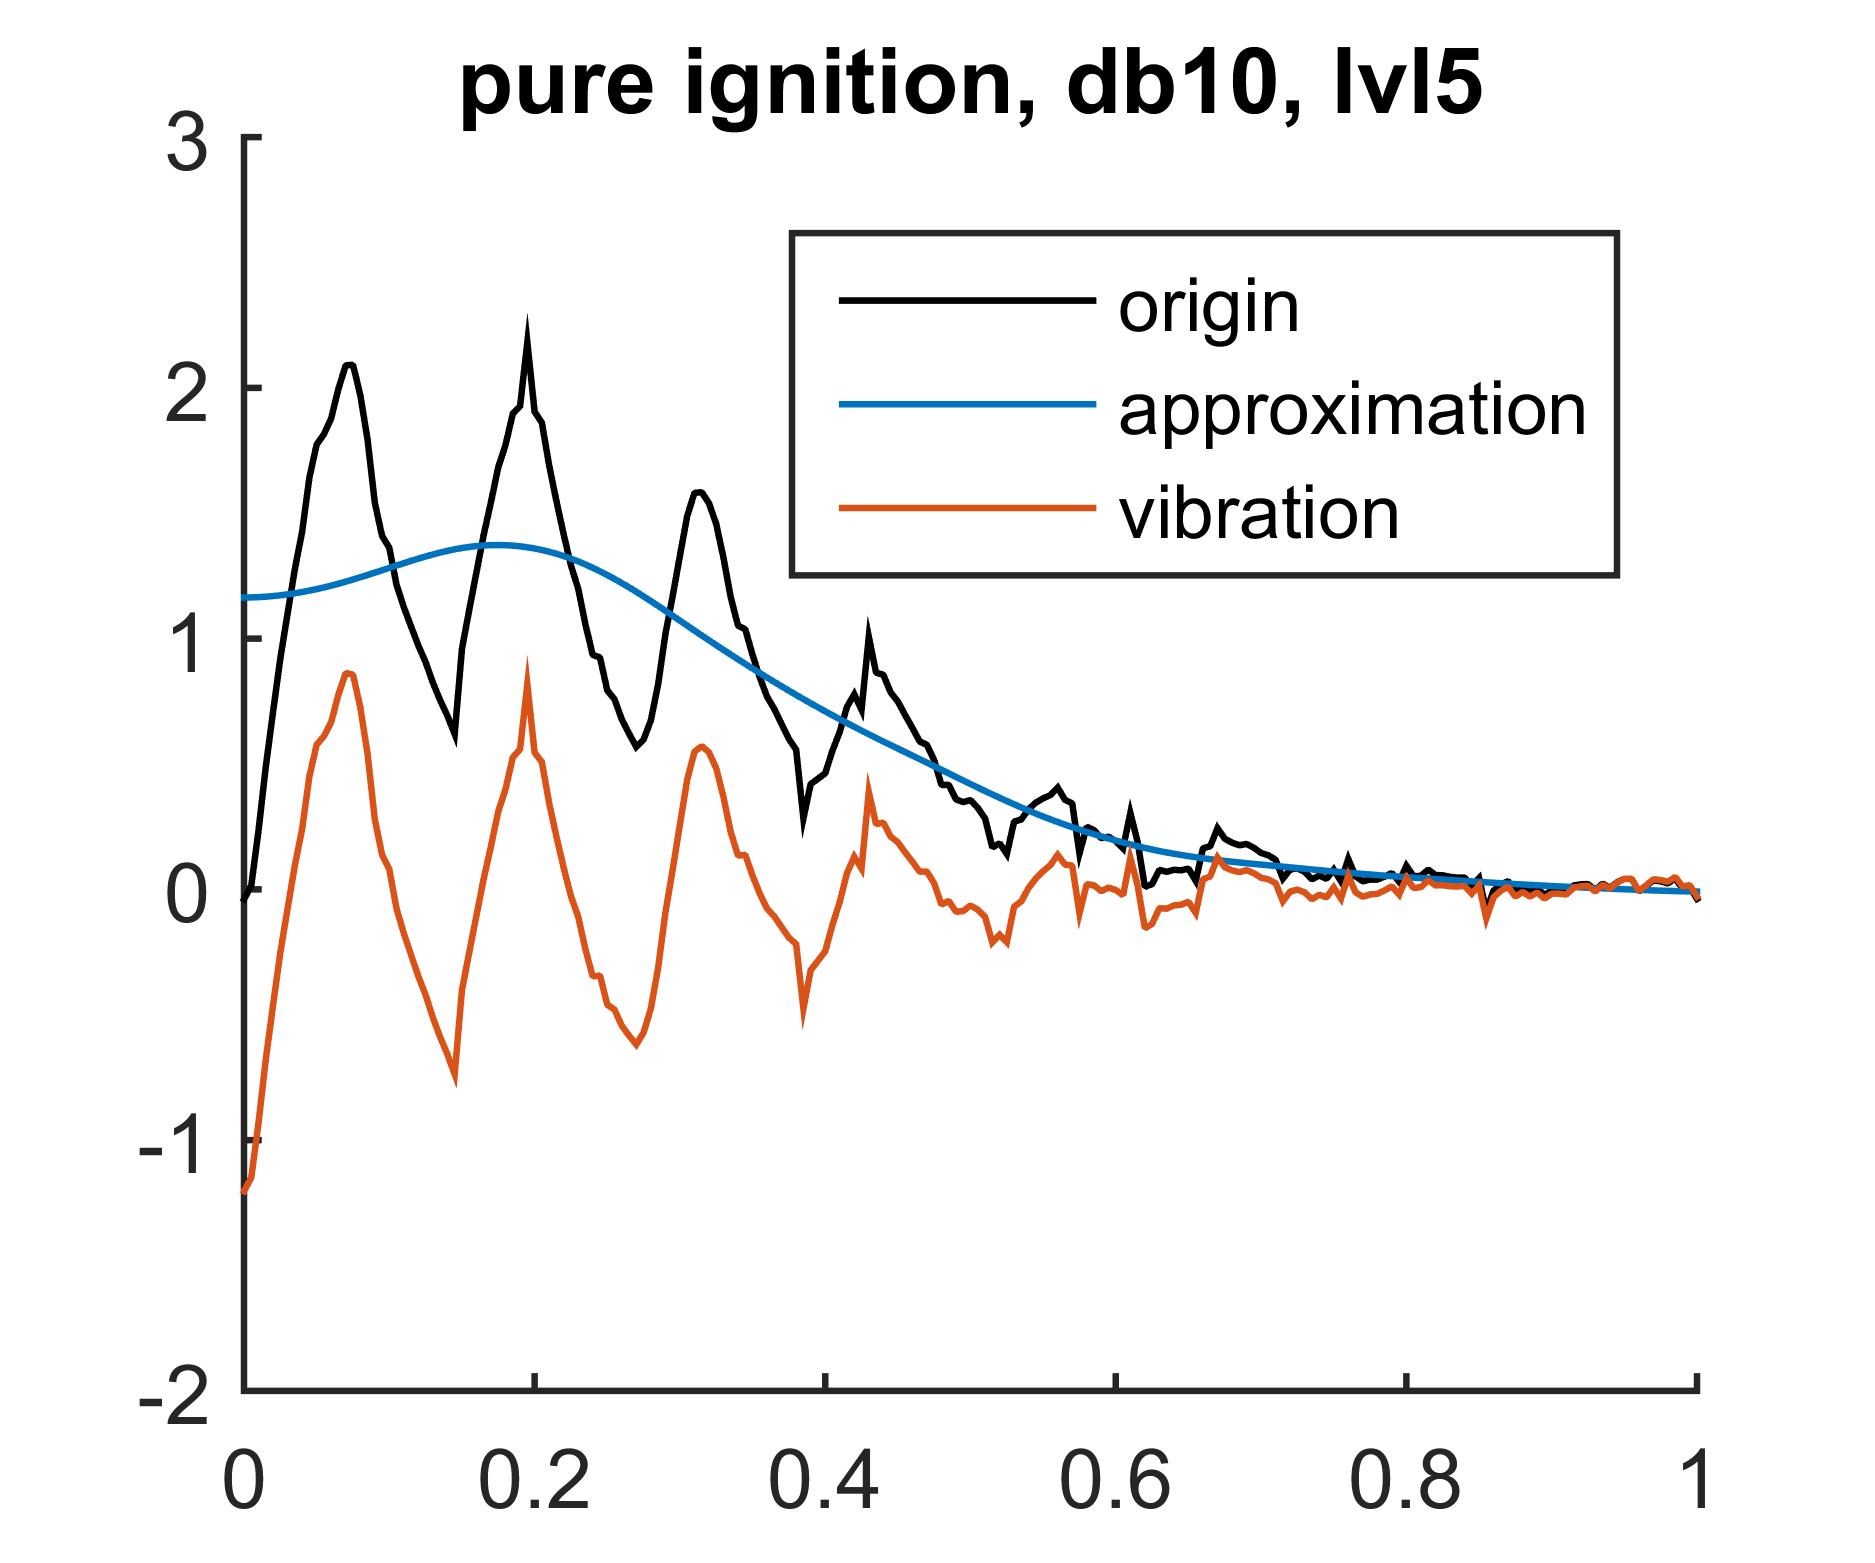 pure ignition, db10, lvl5
3
2
1
0
-1
-2
origin
approximation
vibration
0 0.2 0.4 0.6 0.8 1